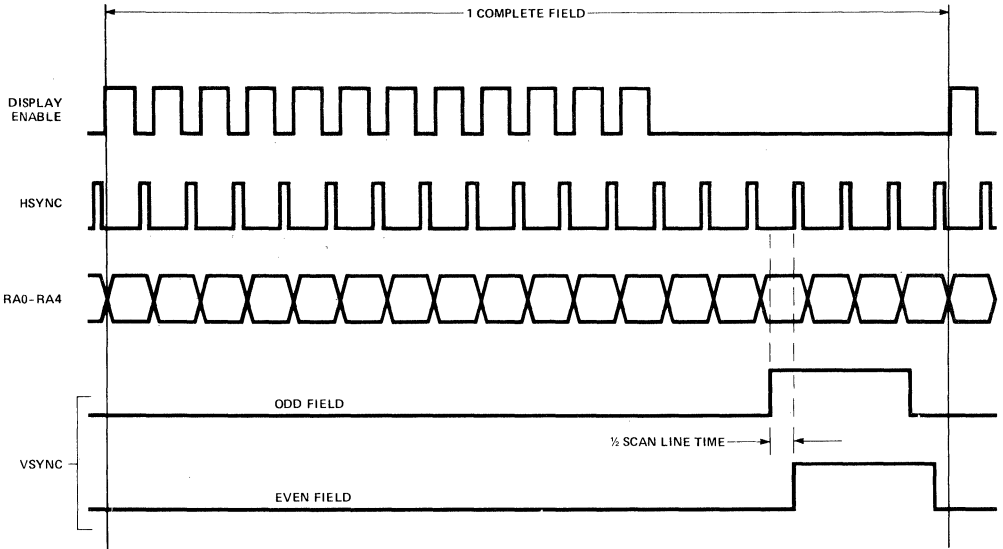 1 COMPLETE FIELD
DISPLAY
ENABLE
HSYNC
RA0-RA4
ODD FIELD
½ SCAN LINE TIME
VSYNC
EVEN FIELD